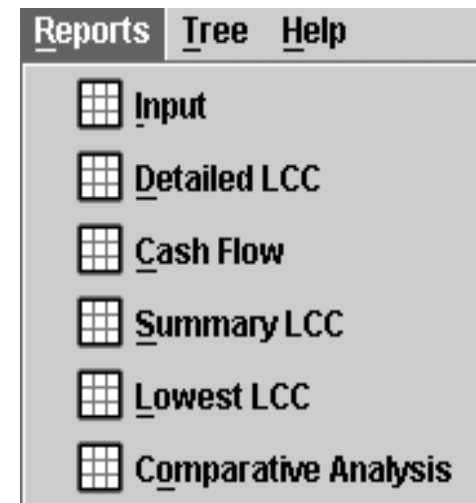 Reports Tree Help
Input
Detailed LCC
Cash Flow
Summary LCC
Lowest LCC
Comparative Analysis